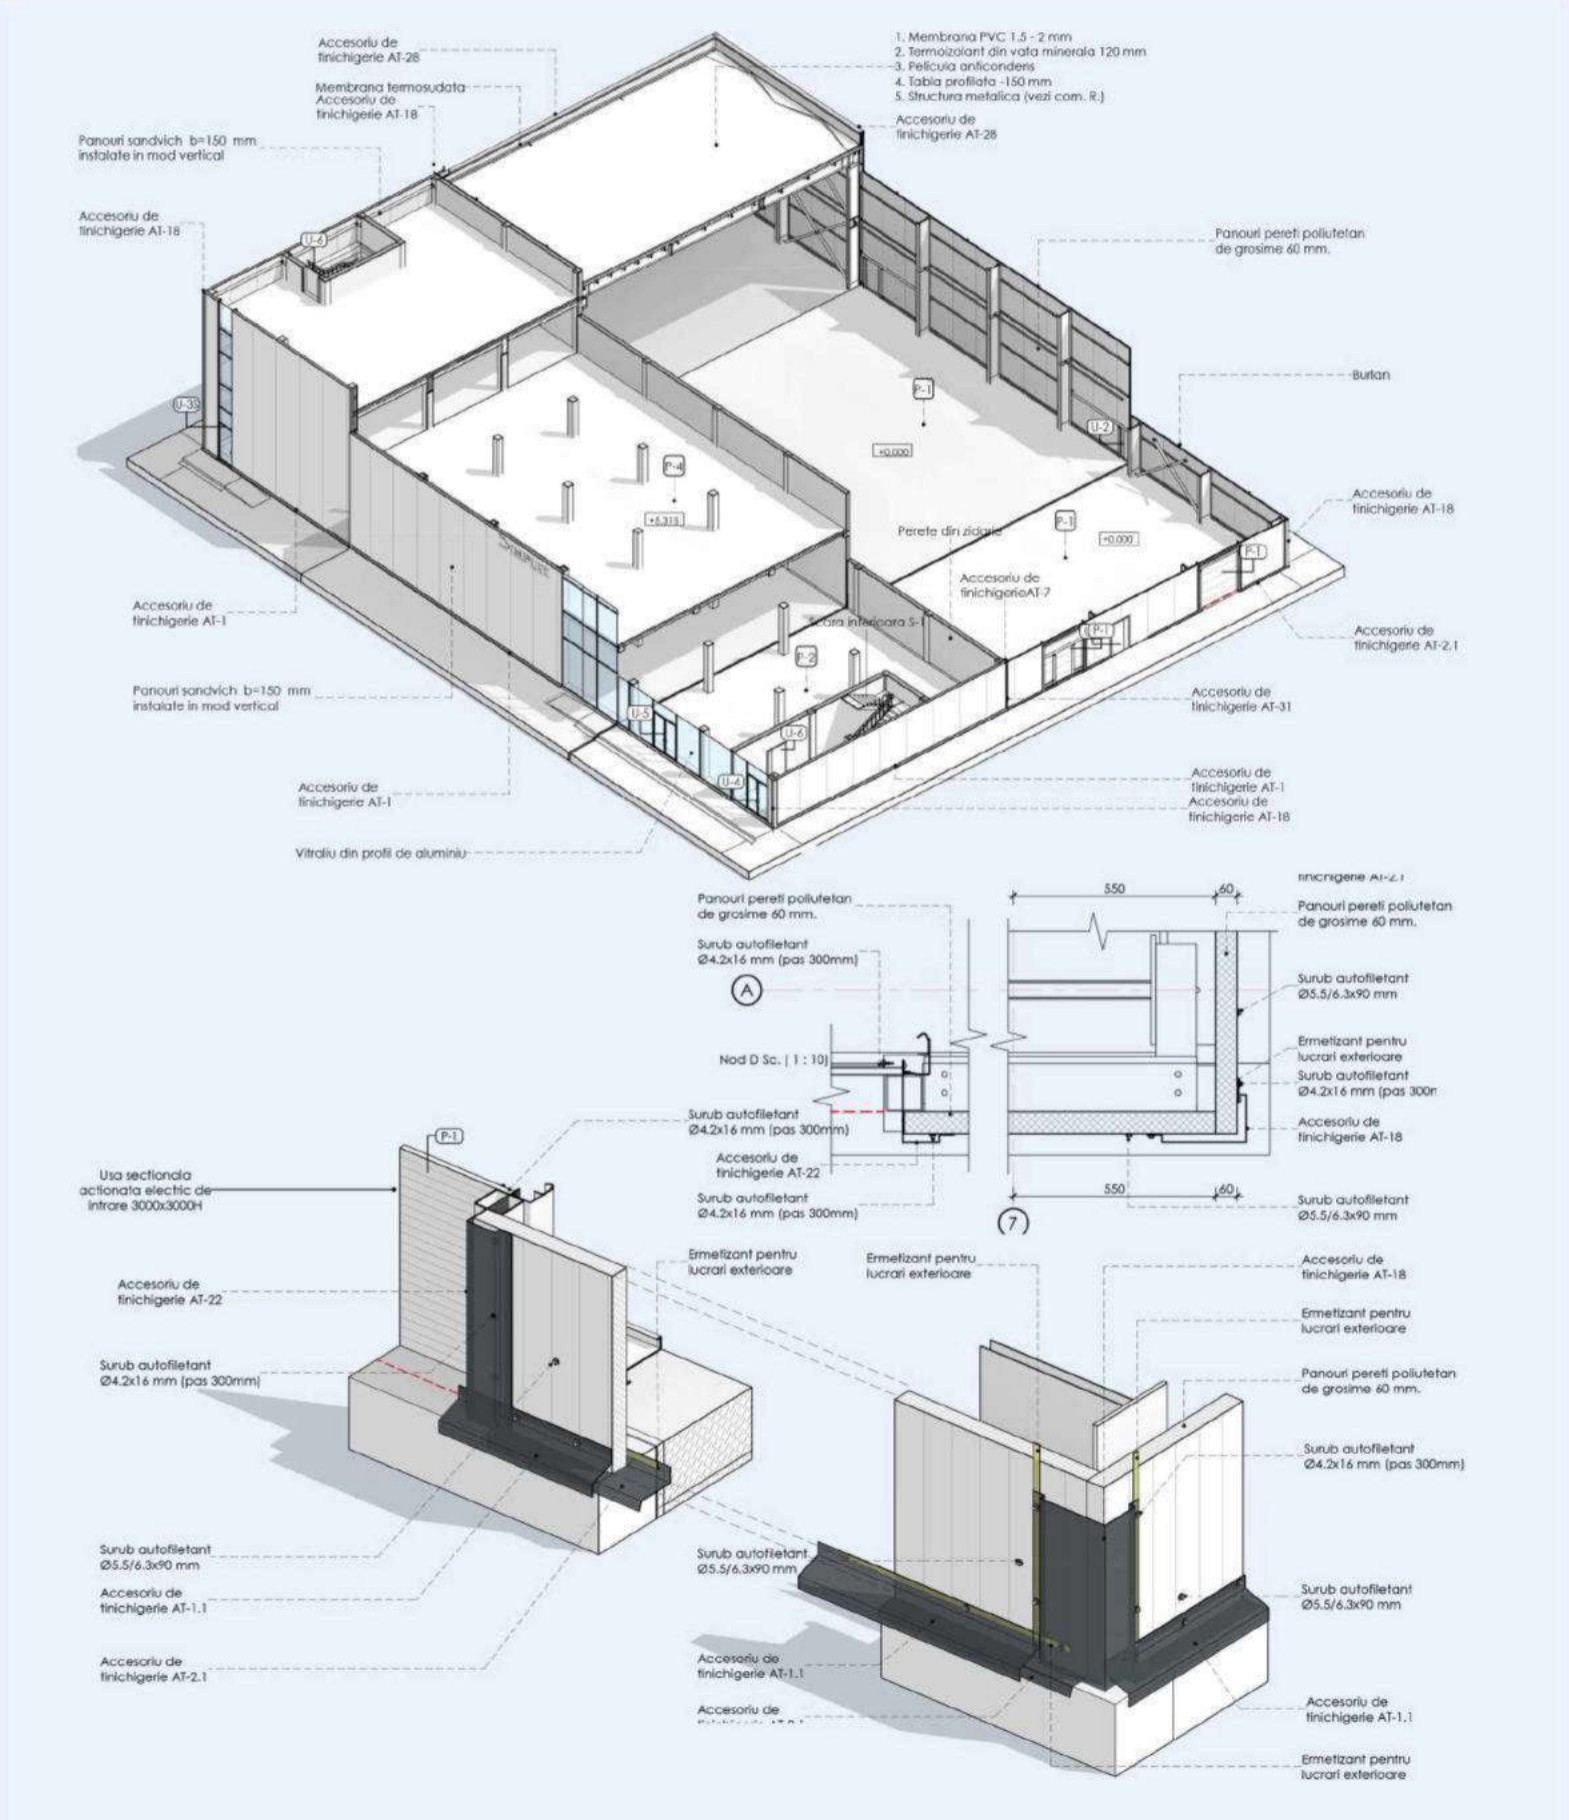 Accesoriu de
tinichigerie AT-28
Membrana termosudata
Accesoriu de
tinichigerie AT-18
1. Membrana PVC 1.5 - 2 mm
2. Termoizolant din vata minerala 120 mm
3. Pelicula anticondens
4. Tabla profilata -150 mm
5. Structura metalica (vezi com. R.)
Accesoriu de
tinichigerie AT-28
Panouri sandvich b=150 mm
instalate in mod vertical
Accesoriu de
tinichigerie AT-18
U-6
Panouri pereti poliutetan
de grosime 60 mm.
Burlan
U-3
P-1
U-2
+0.000
P-4
+6.315
Accesoriu de
tinichigerie AT-18
Perete din zidarie
P-1
+0.000
P-1
Accesoriu de
tinichigerieAT-7
Accesoriu de
tinichigerie AT-1
Scara interioara S-1
P-1
Accesoriu de
tinichigerie AT-2.1
P-2
Panouri sandvich b=150 mm
instalate in mod vertical
Accesoriu de
tinichigerie AT-31
U-5
U-6
U-4
Accesoriu de
tinichigerie AT-1
Accesoriu de
tinichigerie AT-1
Accesoriu de
tinichigerie AT-18
Vitraliu din profil de aluminiu
Panouri pereti poliutetan
de grosime 60 mm.
550
60
tinichigerie AT-2.1
Panouri pereti poliutetan
de grosime 60 mm.
Surub autofiletant
Ø4.2x16 mm (pas 300mm)
A
Surub autofiletant
Ø5.5/6.3x90 mm
Nod D Sc. | 1 : 10)
Ermetizant pentru
lucrari exterioare
Surub autofiletant
Ø4.2x16 mm (pas 300m
Surub autofiletant
Ø4.2x16 mm (pas 300mm)
Accesoriu de
tinichigerie AT-18
Accesoriu de
tinichigerie AT-22
Surub autofiletant
Ø4.2x16 mm (pas 300mm)
550
60
7
Surub autofiletant
Ø5.5/6.3x90 mm
P-1
Usa sectionala
actionata electric de
intrare 3000x3000H
Ermetizant pentru
lucrari exterioare
Ermetizant pentru
lucrari exterioare
Accesoriu de
tinichigerie AT-18
Accesoriu de
tinichigerie AT-22
Ermetizant pentru
lucrari exterioare
Surub autofiletant
Ø4.2x16 mm (pas 300mm)
Panouri pereti poliutetan
de grosime 60 mm.
Surub autofiletant
Ø4.2x16 mm (pas 300mm)
Surub autofiletant
Ø5.5/6.3x90 mm
Surub autofiletant
Ø5.5/6.3x90 mm
Accesoriu de
tinichigerie AT-1.1
Surub autofiletant
Ø5.5/6.3x90 mm
Accesoriu de
tinichigerie AT-2.1
Accesoriu de
tinichigerie AT-1.1
Accesoriu de
Accesoriu de
tinichigerie AT-1.1
Ermetizant pentru
lucrari exterioare